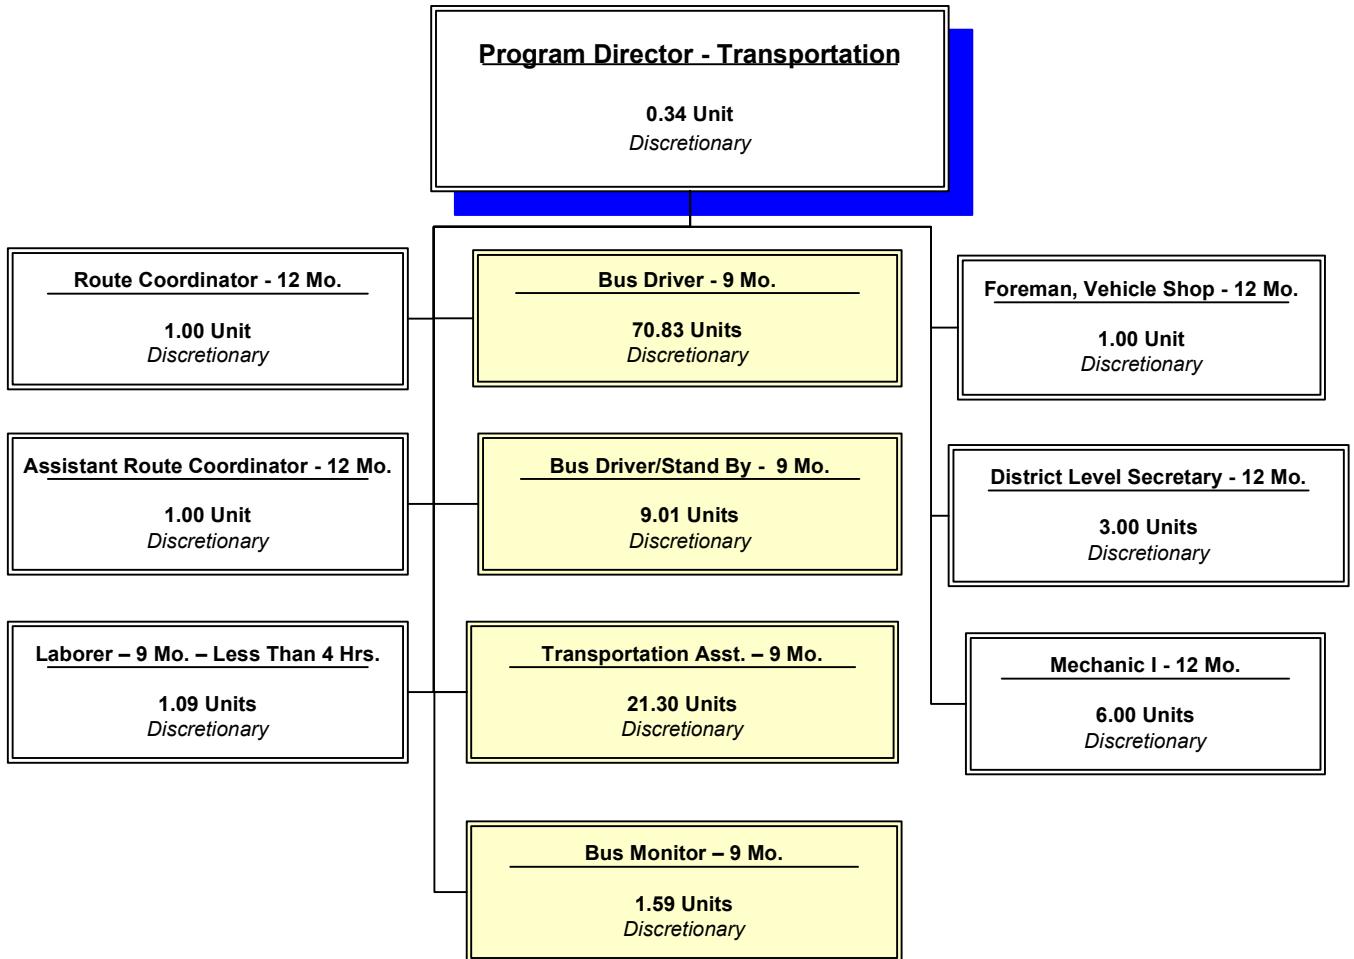 Program Director - Transportation
0.34 Unit
Discretionary
Route Coordinator - 12 Mo.
1.00 Unit
Discretionary
Bus Driver - 9 Mo.
70.83 Units
Discretionary
Foreman, Vehicle Shop - 12 Mo.
1.00 Unit
Discretionary
Assistant Route Coordinator - 12 Mo.
1.00 Unit
Discretionary
Bus Driver/Stand By - 9 Mo.
9.01 Units
Discretionary
District Level Secretary - 12 Mo.
3.00 Units
Discretionary
Laborer – 9 Mo. – Less Than 4 Hrs.
1.09 Units
Discretionary
Transportation Asst. – 9 Mo.
21.30 Units
Discretionary
Mechanic I - 12 Mo.
6.00 Units
Discretionary
Bus Monitor – 9 Mo.
1.59 Units
Discretionary